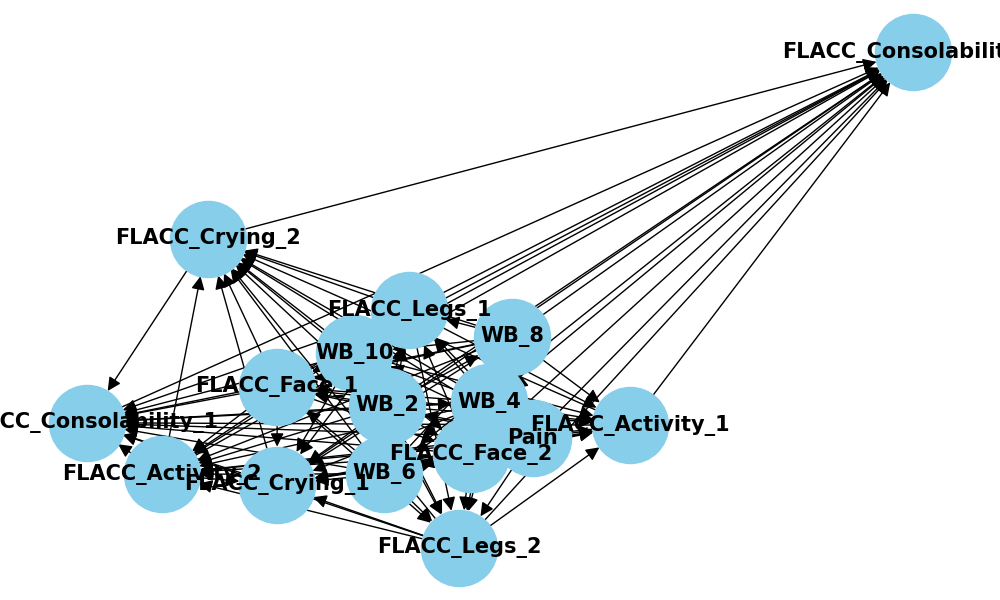 FLACC_Consolabilit
FLACC_Crying_2
FLACC_Legs_1
WB_8
WB_10
FLACC_Face_1
WB_2
WB_4
CC_Consolability_1
FLACC_Activity_1
Pain
FLACC_Face_2
FLACC_Activity_2
WB_6
FLACC_Crying_1
FLACC_Legs_2